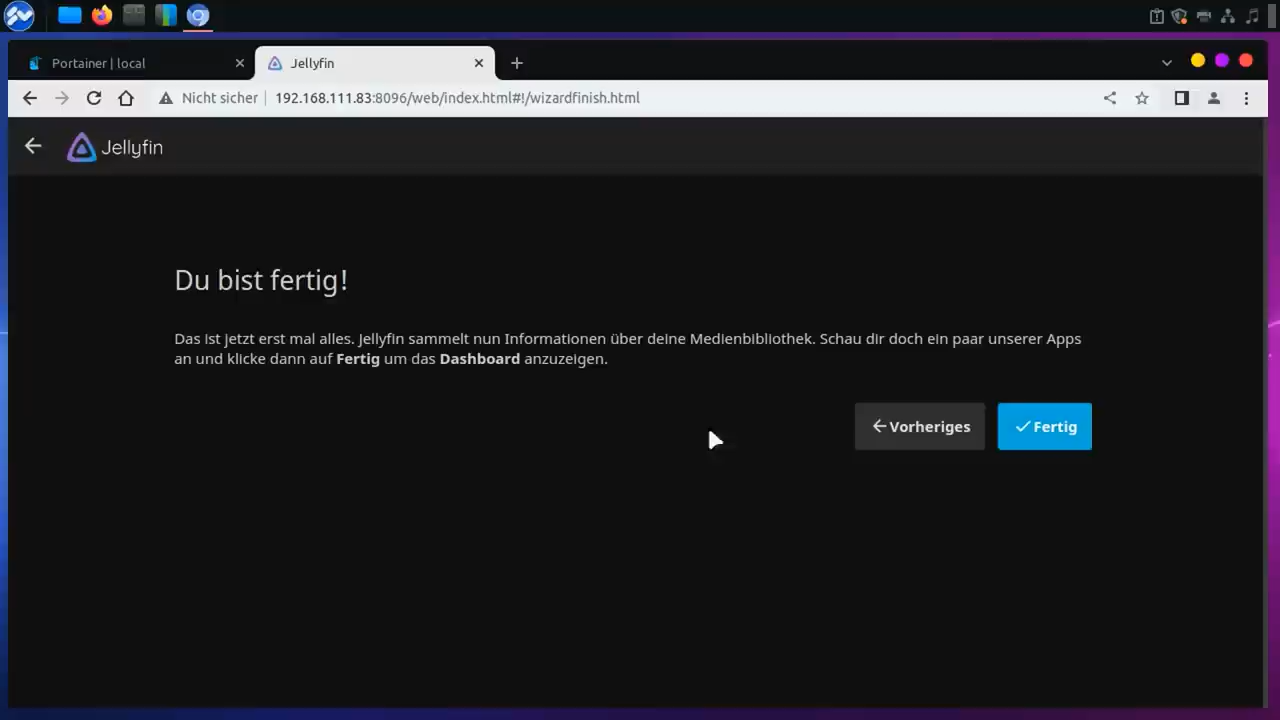 Portainer | local
Jellyfin
Nicht sicher
192.168.111.83:8096/web/index.html#!/wizardfinish.html
Jellyfin
Du bist fertig!
Das ist jetzt erst mal alles. Jellyfin sammelt nun Informationen über deine Medienbibliothek. Schau dir doch ein paar unserer Apps
an und klicke dann auf Fertig um das Dashboard anzuzeigen.
Vorheriges
Fertig